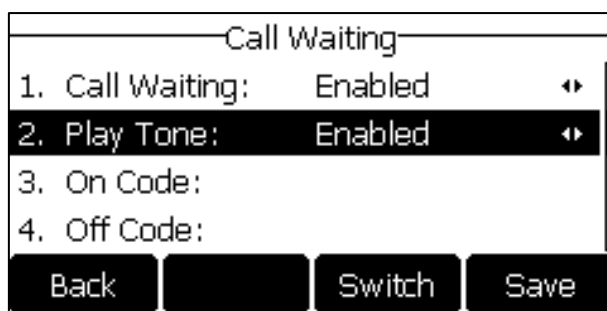 Call Waiting
1. Call Waiting: Enabled
2. Play Tone: Enabled
3. On Code:
4. Off Code:
Back Switch Save